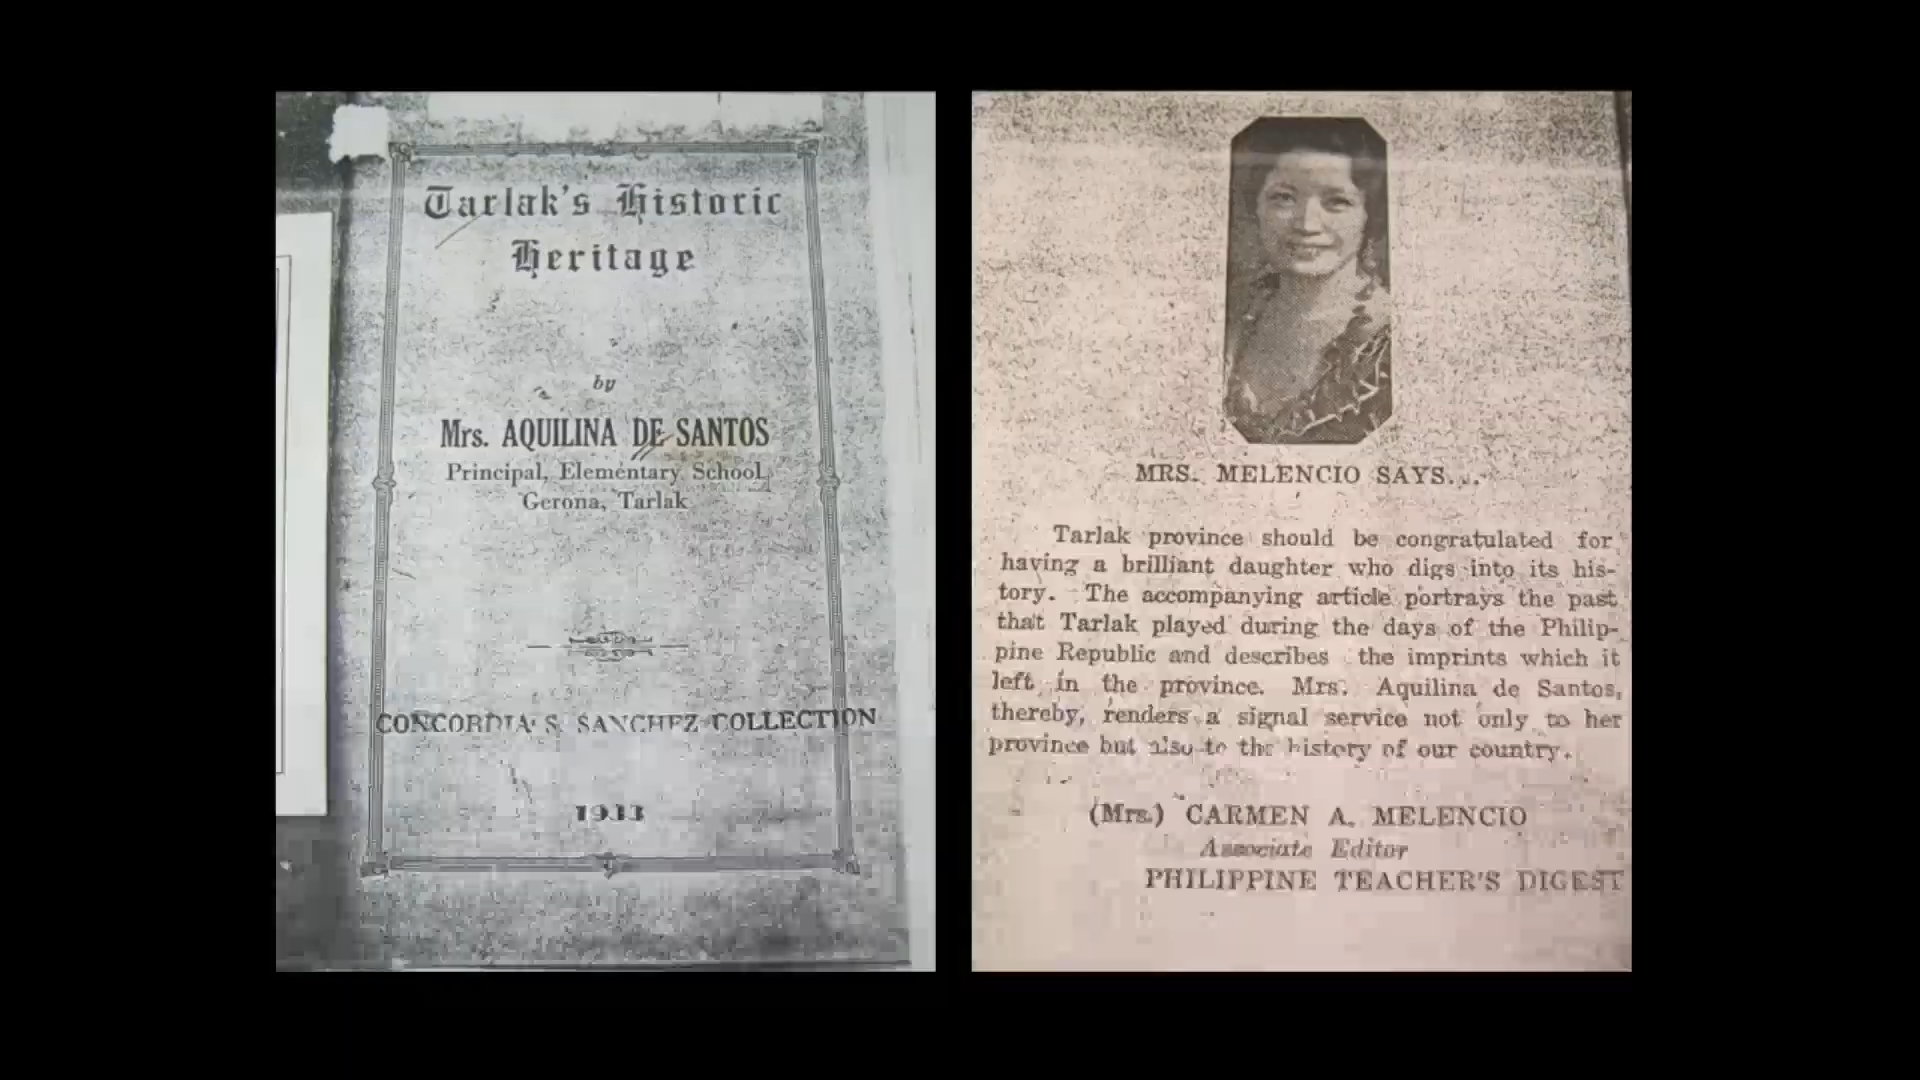 Tarlak's Historic
Heritage
by
Mrs. AQUILINA DE SANTOS
Principal, Elementary School,
Gerona, Tarlak
CONCORDIA S. SANCHEZ COLLECTION
1933
MRS. MELENCIO SAYS...
Tarlak province should be congratulated for
having a brilliant daughter who digs into its his-
tory. The accompanying article portrays the past
that Tarlak played during the days of the Philip-
pine Republic and describes the imprints which it
left in the province. Mrs. Aquilina de Santos,
thereby, renders a signal service not only to her
province but also to the history of our country.
(Mrs.) CARMEN A. MELENCIO
Associate Editor
PHILIPPINE TEACHER'S DIGEST